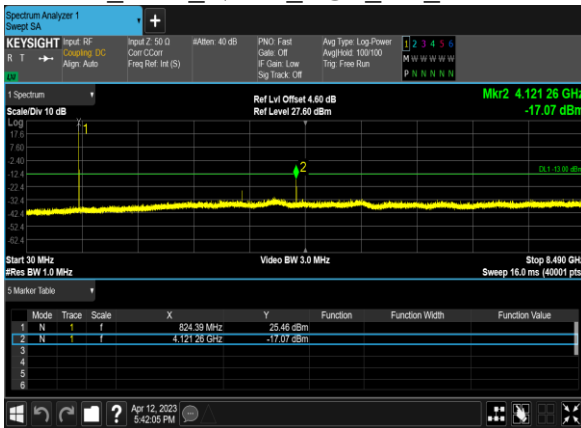 Spectrum Analyzer 1
Swept SA
+
KEYSIGHT Input: RF Input Z: 50 Ω #Atten: 40 dB PNO: Fast Avg Type: Log-Power 1 2 3 4 5 6
R T Coupling: DC Corr CCorr Gate: Off Avg|Hold: 100/100 M W W W W W
Align: Auto Freq Ref: Int (S) IF Gain: Low Trig: Free Run
Sig Track: Off P N N N N N
LV
1 Spectrum Ref Lvl Offset 4.60 dB Mkr2 4.121 26 GHz
Scale/Div 10 dB Ref Level 27.60 dBm -17.07 dBm
Log
1
17.6
7.60
-2.40
2
-12.4 DL1 -13.00 dBm
-22.4
-32.4
-42.4
-52.4
-62.4
Start 30 MHz Video BW 3.0 MHz Stop 8.490 GHz
#Res BW 1.0 MHz Sweep 16.0 ms (40001 pts
5 Marker Table
Mode Trace Scale X Y Function Function Width Function Value
1 N 1 f 824.39 MHz 25.46 dBm
2 N 1 f 4.121 26 GHz -17.07 dBm
3
4
5
6
? Apr 12, 2023
5:42:05 PM